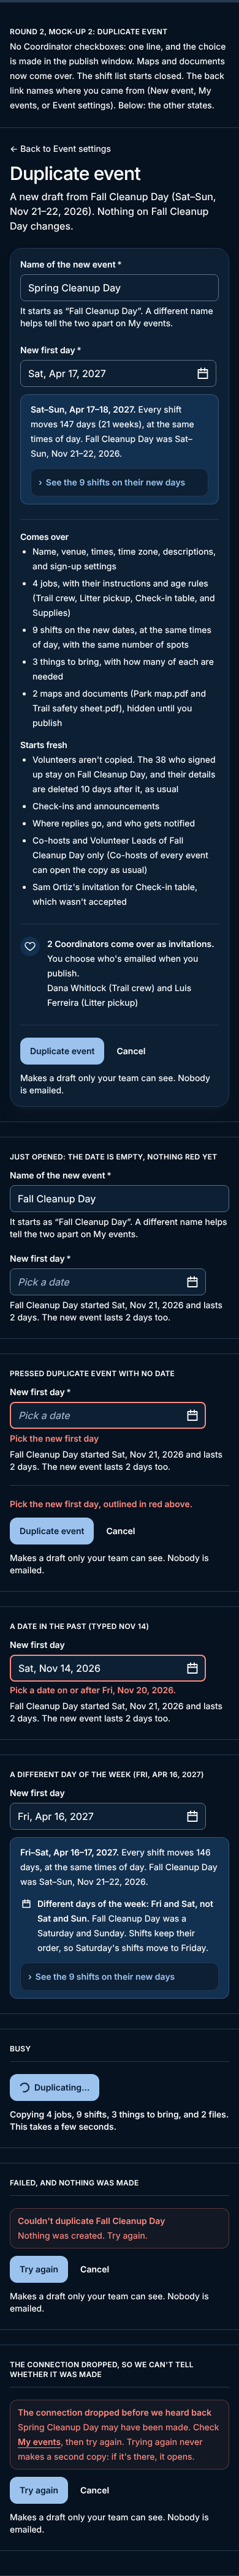 ROUND 2, MOCK-UP 2: DUPLICATE EVENT
No Coordinator checkboxes: one line, and the choice
is made in the publish window. Maps and documents
now come over. The shift list starts closed. The back
link names where you came from (New event, My
events, or Event settings). Below: the other states.
← Back to Event settings
Duplicate event
A new draft from Fall Cleanup Day (Sat–Sun,
Nov 21–22, 2026). Nothing on Fall Cleanup
Day changes.
Name of the new event *
Spring Cleanup Day
It starts as “Fall Cleanup Day”. A different name
helps tell the two apart on My events.
New first day *
Sat, Apr 17, 2027
Sat–Sun, Apr 17–18, 2027. Every shift
moves 147 days (21 weeks), at the same
times of day. Fall Cleanup Day was Sat–
Sun, Nov 21–22, 2026.
› See the 9 shifts on their new days
Comes over
• Name, venue, times, time zone, descriptions,
and sign-up settings
• 4 jobs, with their instructions and age rules
(Trail crew, Litter pickup, Check-in table, and
Supplies)
• 9 shifts on the new dates, at the same times
of day, with the same number of spots
• 3 things to bring, with how many of each are
needed
• 2 maps and documents (Park map.pdf and
Trail safety sheet.pdf), hidden until you
publish
Starts fresh
• Volunteers aren't copied. The 38 who signed
up stay on Fall Cleanup Day, and their details
are deleted 10 days after it, as usual
• Check-ins and announcements
• Where replies go, and who gets notified
• Co-hosts and Volunteer Leads of Fall
Cleanup Day only (Co-hosts of every event
can open the copy as usual)
• Sam Ortiz's invitation for Check-in table,
which wasn't accepted
2 Coordinators come over as invitations.
You choose who's emailed when you
publish.
Dana Whitlock (Trail crew) and Luis
Ferreira (Litter pickup)
Duplicate event Cancel
Makes a draft only your team can see. Nobody
is emailed.
JUST OPENED: THE DATE IS EMPTY, NOTHING RED YET
Name of the new event *
Fall Cleanup Day
It starts as “Fall Cleanup Day”. A different name helps
tell the two apart on My events.
New first day *
Pick a date
Fall Cleanup Day started Sat, Nov 21, 2026 and lasts
2 days. The new event lasts 2 days too.
PRESSED DUPLICATE EVENT WITH NO DATE
New first day *
Pick a date
Pick the new first day
Fall Cleanup Day started Sat, Nov 21, 2026 and lasts
2 days. The new event lasts 2 days too.
Pick the new first day, outlined in red above.
Duplicate event Cancel
Makes a draft only your team can see. Nobody is
emailed.
A DATE IN THE PAST (TYPED NOV 14)
New first day
Sat, Nov 14, 2026
Pick a date on or after Fri, Nov 20, 2026.
Fall Cleanup Day started Sat, Nov 21, 2026 and lasts
2 days. The new event lasts 2 days too.
A DIFFERENT DAY OF THE WEEK (FRI, APR 16, 2027)
New first day
Fri, Apr 16, 2027
Fri–Sat, Apr 16–17, 2027. Every shift moves 146
days, at the same times of day. Fall Cleanup Day
was Sat–Sun, Nov 21–22, 2026.
Different days of the week: Fri and Sat, not
Sat and Sun. Fall Cleanup Day was a
Saturday and Sunday. Shifts keep their
order, so Saturday's shifts move to Friday.
› See the 9 shifts on their new days
BUSY
Duplicating...
Copying 4 jobs, 9 shifts, 3 things to bring, and 2 files.
This takes a few seconds.
FAILED, AND NOTHING WAS MADE
Couldn't duplicate Fall Cleanup Day
Nothing was created. Try again.
Try again Cancel
Makes a draft only your team can see. Nobody is
emailed.
THE CONNECTION DROPPED, SO WE CAN'T TELL
WHETHER IT WAS MADE
The connection dropped before we heard back
Spring Cleanup Day may have been made. Check
My events, then try again. Trying again never
makes a second copy: if it's there, it opens.
Try again Cancel
Makes a draft only your team can see. Nobody is
emailed.